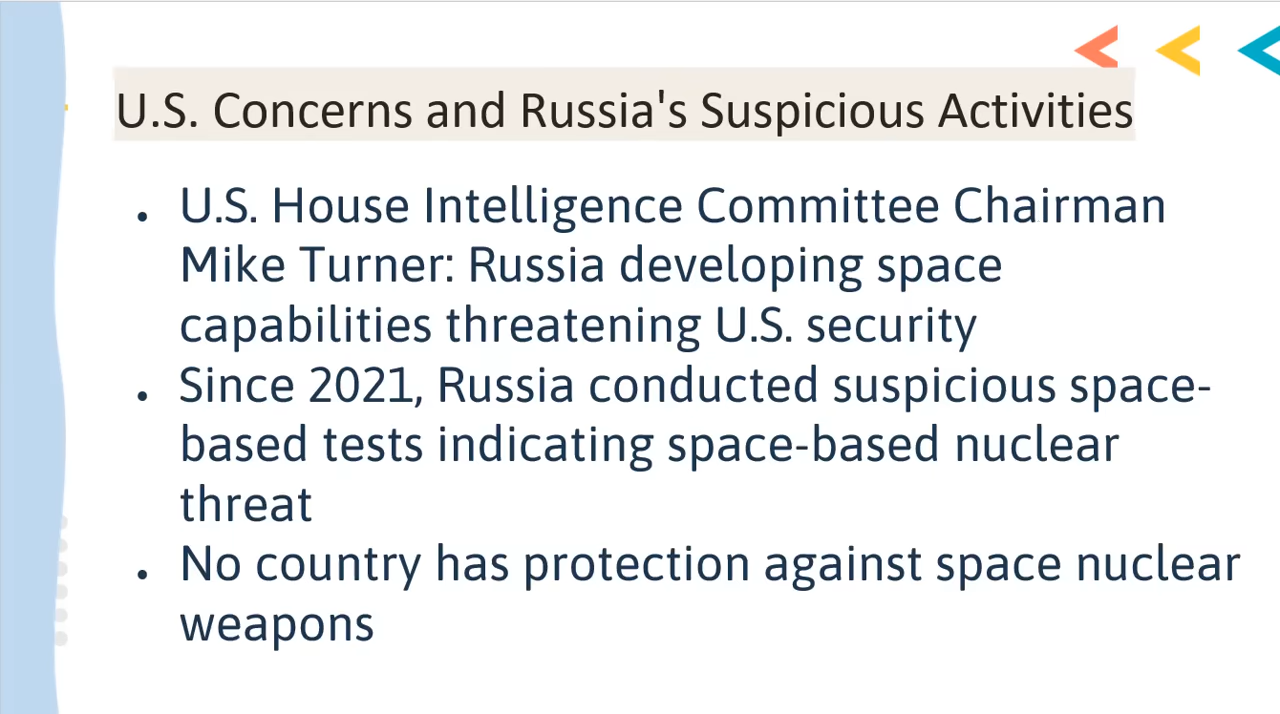 U.S. Concerns and Russia's Suspicious Activities
• U.S. House Intelligence Committee Chairman
Mike Turner: Russia developing space
capabilities threatening U.S. security
• Since 2021, Russia conducted suspicious space-
based tests indicating space-based nuclear
threat
• No country has protection against space nuclear
weapons